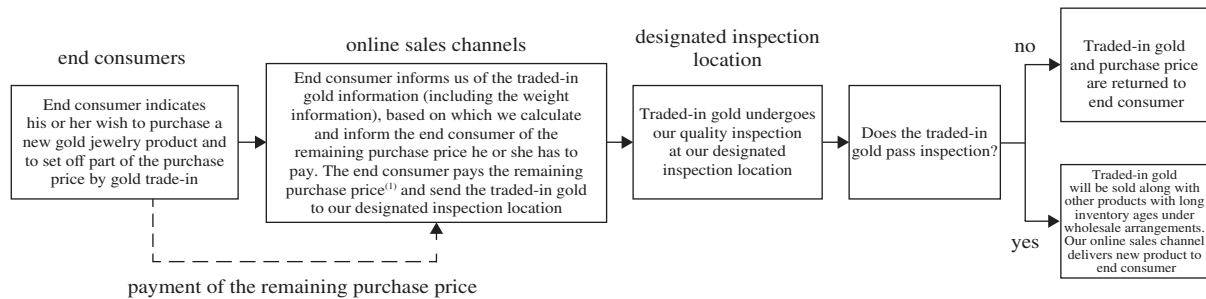 end consumers
End consumer indicates
his or her wish to purchase a
new gold jewelry product and
to set off part of the purchase
price by gold trade-in
online sales channels
End consumer informs us of the traded-in
gold information (including the weight
information), based on which we calculate
and inform the end consumer of the
remaining purchase price he or she has to
pay. The end consumer pays the remaining
purchase price(1) and send the traded-in gold
to our designated inspection location
payment of the remaining purchase price
designated inspection
location
Traded-in gold undergoes
our quality inspection
at our designated
inspection location
Does the traded-in
gold pass inspection?
no
Traded-in gold
and purchase price
are returned to
end consumer
yes
Traded-in gold
will be sold along with
other products with long
inventory ages under
wholesale arrangements.
Our online sales channel
delivers new product to
end consumer